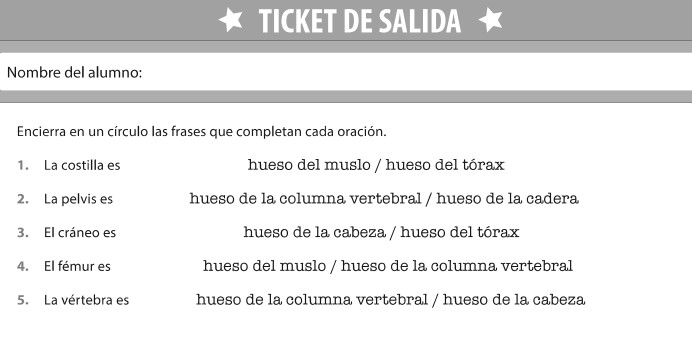 TICKET DE SALIDA
Nombre del alumno:
Encierra en un círculo las frases que completan cada oración.
1. La costilla es hueso del muslo / hueso del tórax
2. La pelvis es hueso de la columna vertebral / hueso de la cadera
3. El cráneo es hueso de la cabeza / hueso del tórax
4. El fémur es hueso del muslo / hueso de la columna vertebral
5. La vértebra es hueso de la columna vertebral / hueso de la cabeza